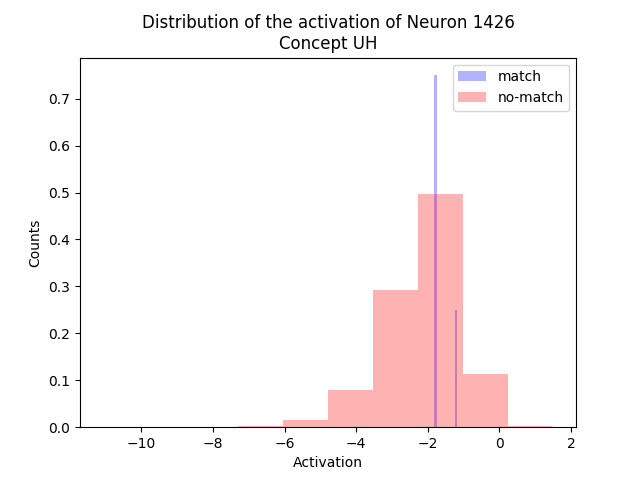 Distribution of the activation of Neuron 1426
Concept UH
match
no-match
0.7
0.6
0.5
0.4
0.3
0.2
0.1
0.0
Counts
−10
−8
−6
−4
−2
0
2
Activation